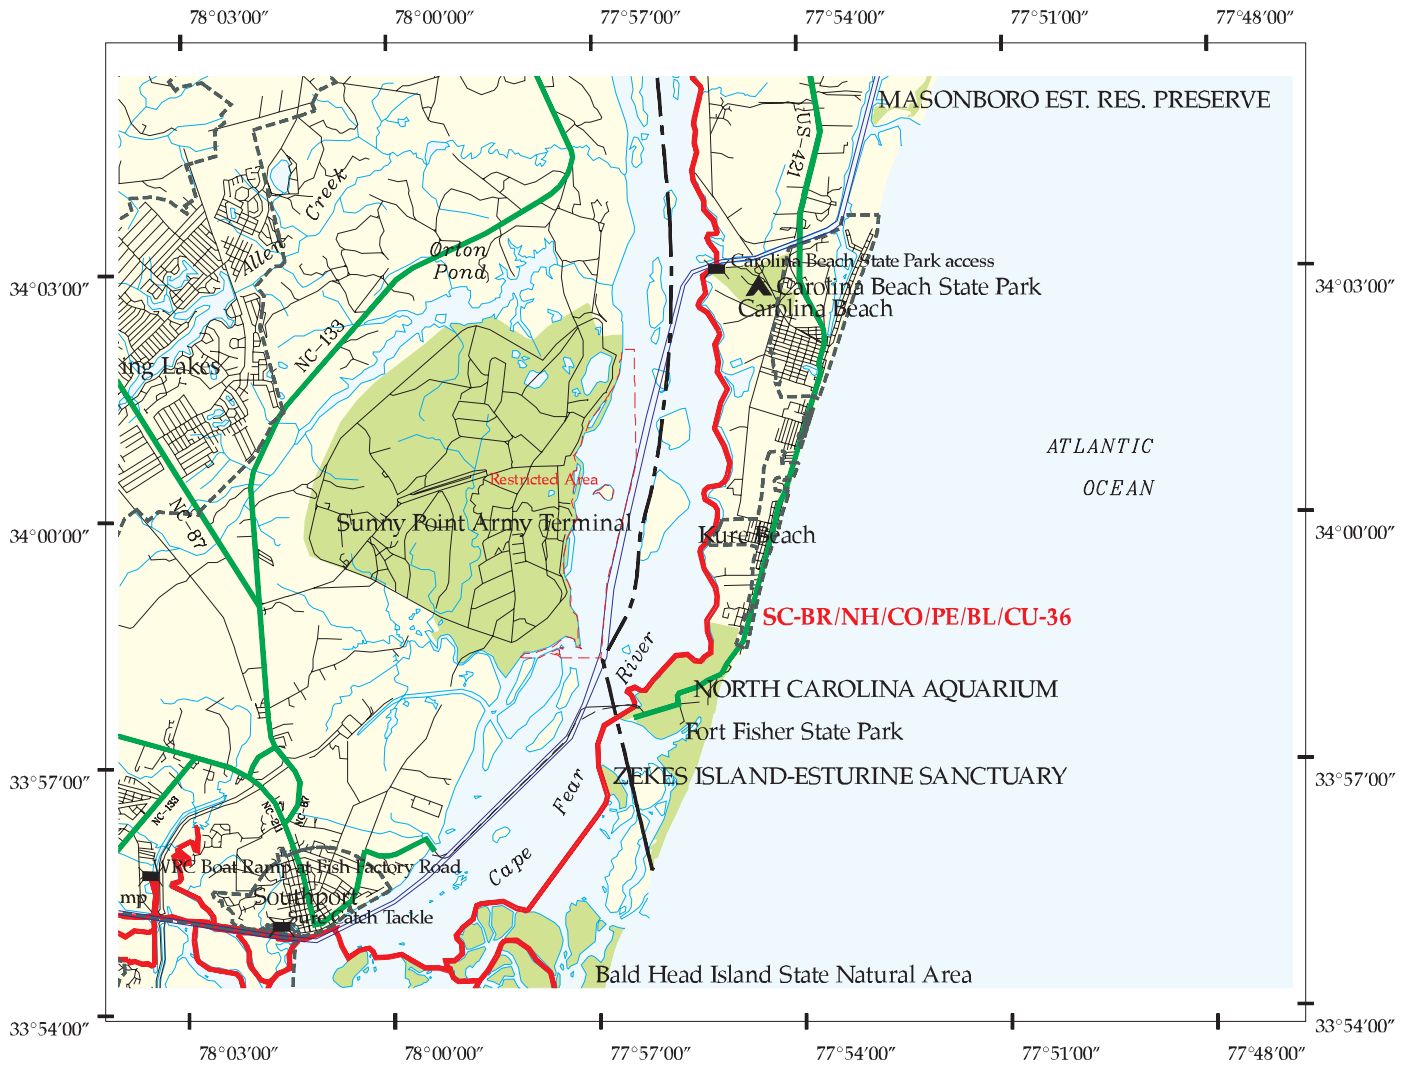 78°03′00″ 78°00′00″ 77°57′00″ 77°54′00″ 77°51′00″ 77°48′00″
MASONBORO EST. RES. PRESERVE
US-421
Creek
Allen
Orton
Pond
Carolina Beach State Park access
34°03′00″
Carolina Beach State Park
34°03′00″
Carolina Beach
NC-133
ing Lakes
ATLANTIC
OCEAN
Restricted Area
NC-87
Sunny Point Army Terminal
34°00′00″
Kure Beach
34°00′00″
SC-BR/NH/CO/PE/BL/CU-36
River
NORTH CAROLINA AQUARIUM
Fort Fisher State Park
33°57′00″
ZEKES ISLAND-ESTURINE SANCTUARY
33°57′00″
Fear
NC-133
NC-211
NC-87
Cape
WRC Boat Ramp at Fish Factory Road
mp
Southport
Sure Catch Tackle
Bald Head Island State Natural Area
33°54′00″
33°54′00″
78°03′00″ 78°00′00″ 77°57′00″ 77°54′00″ 77°51′00″ 77°48′00″